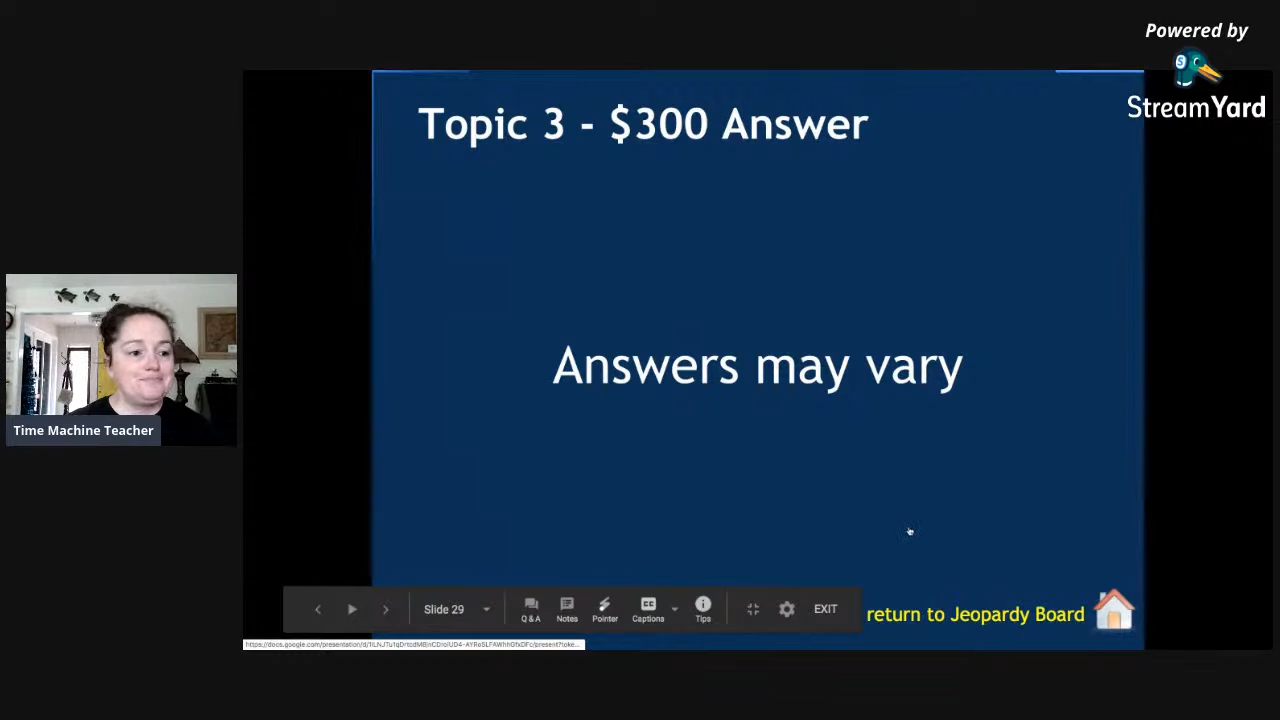 Powered by
StreamYard
Topic 3 - $300 Answer
Answers may vary
Time Machine Teacher
Slide 29
Q & A
Notes
Pointer
CC
Captions
Tips
EXIT
return to Jeopardy Board